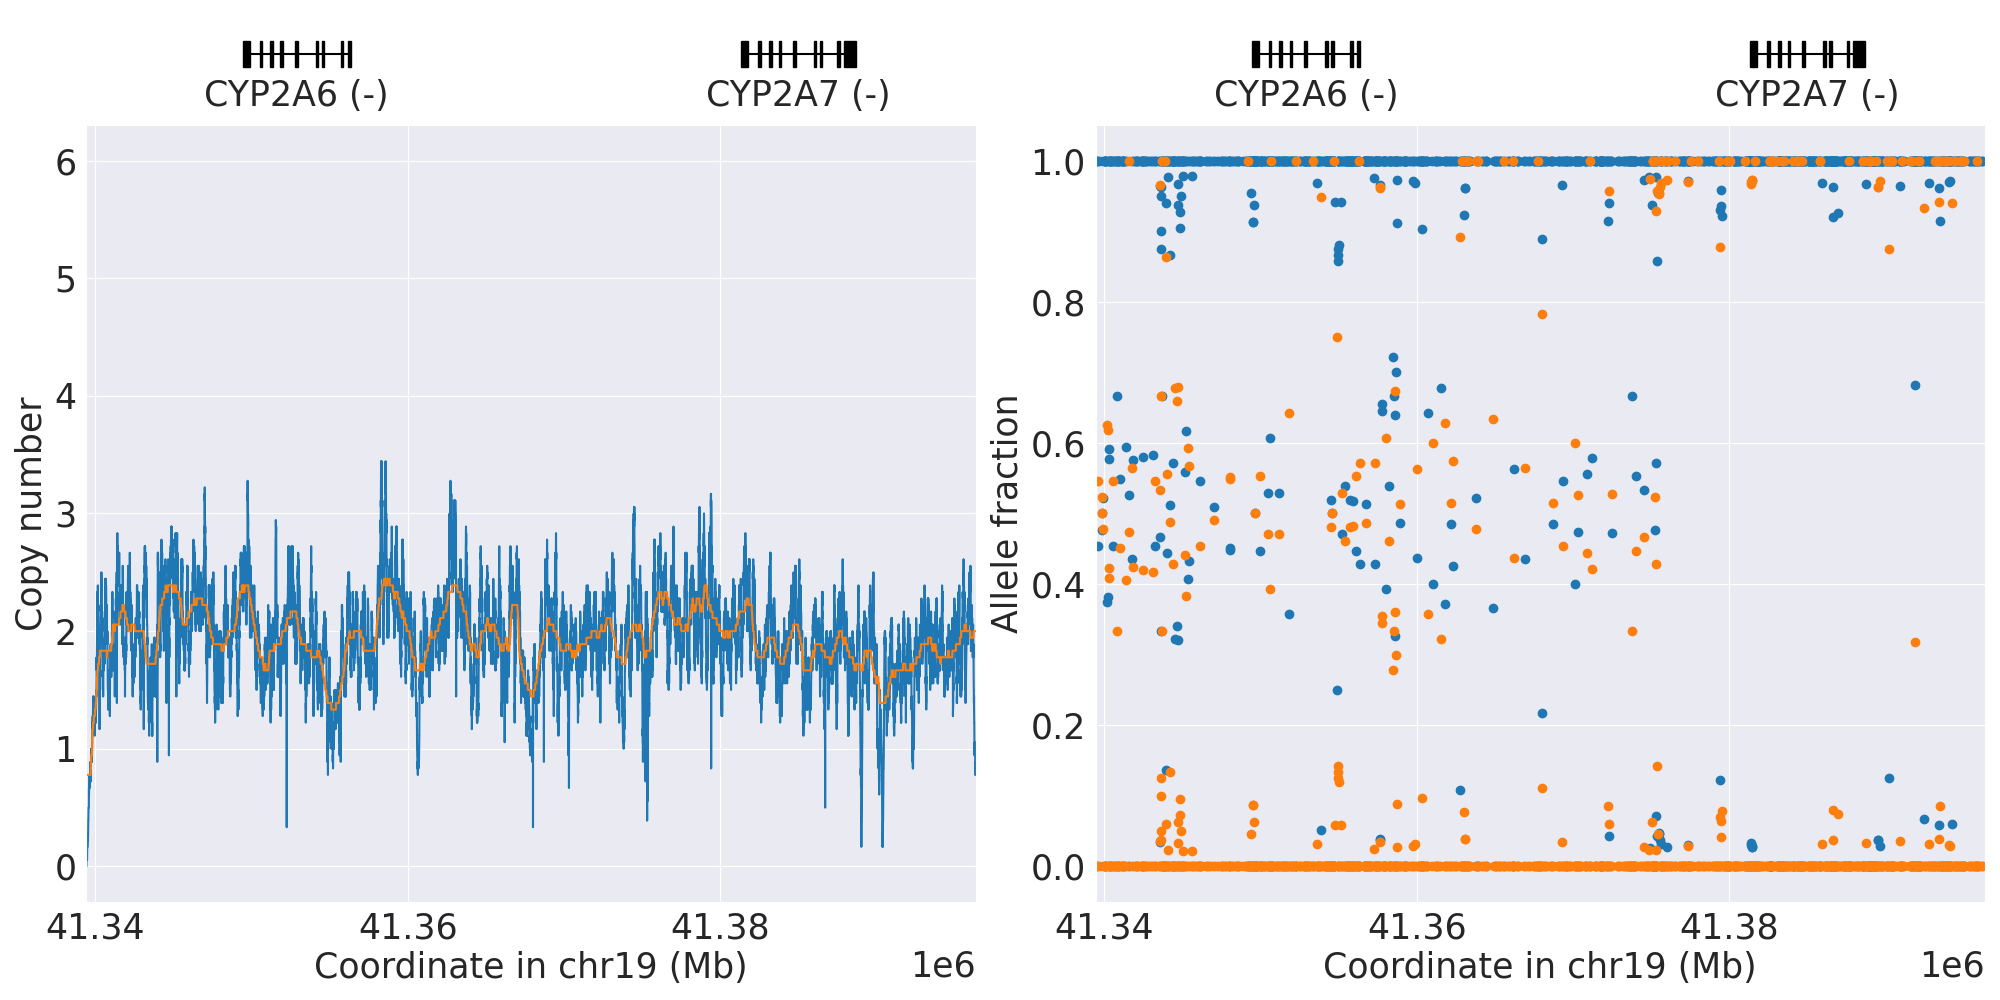 CYP2A6 (-)
CYP2A7 (-)
6
5
4
3
2
1
0
Copy number
41.34
41.36
41.38
Coordinate in chr19 (Mb)
1e6
CYP2A6 (-)
CYP2A7 (-)
1.0
0.8
0.6
0.4
0.2
0.0
Allele fraction
41.34
41.36
41.38
Coordinate in chr19 (Mb)
1e6